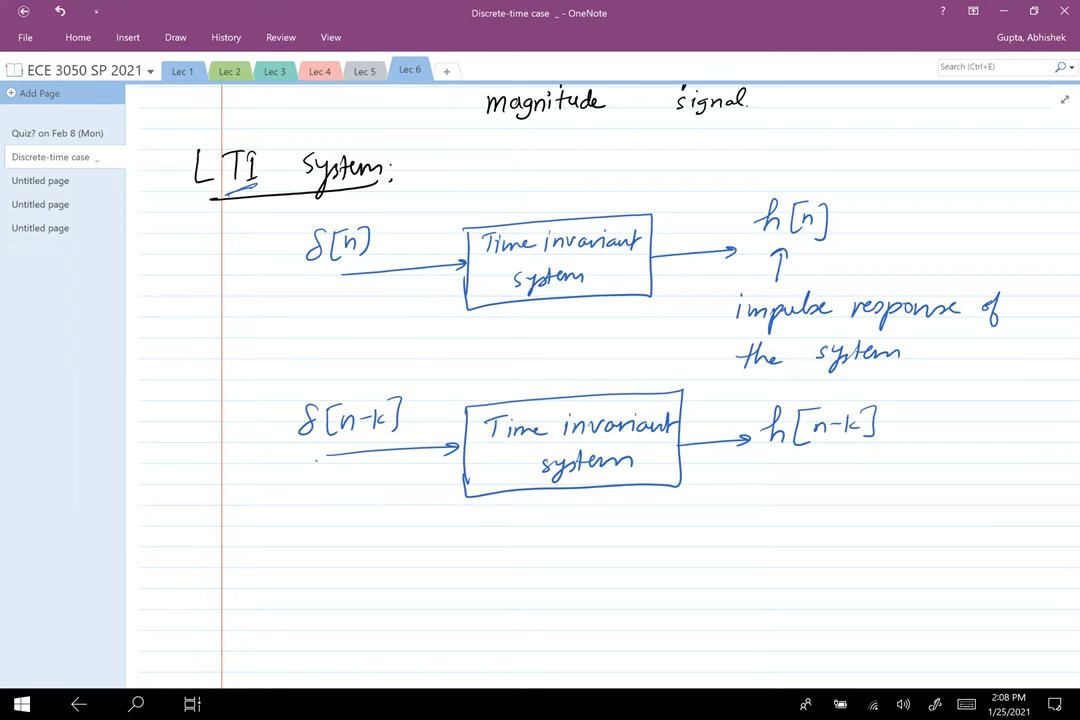 Discrete-time case _ - OneNote
?
File Home Insert Draw History Review View Gupta, Abhishek
ECE 3050 SP 2021 Lec 1 Lec 2 Lec 3 Lec 4 Lec 5 Lec 6 + Search (Ctrl+E)
Add Page
Quiz? on Feb 8 (Mon)
Discrete-time case _
Untitled page
Untitled page
Untitled page
magnitude signal.
LTI system:
δ[n] Time invariant system h[n]
↑
impulse response of
the system
δ[n-k] Time invariant system h[n-k]
2:08 PM
1/25/2021